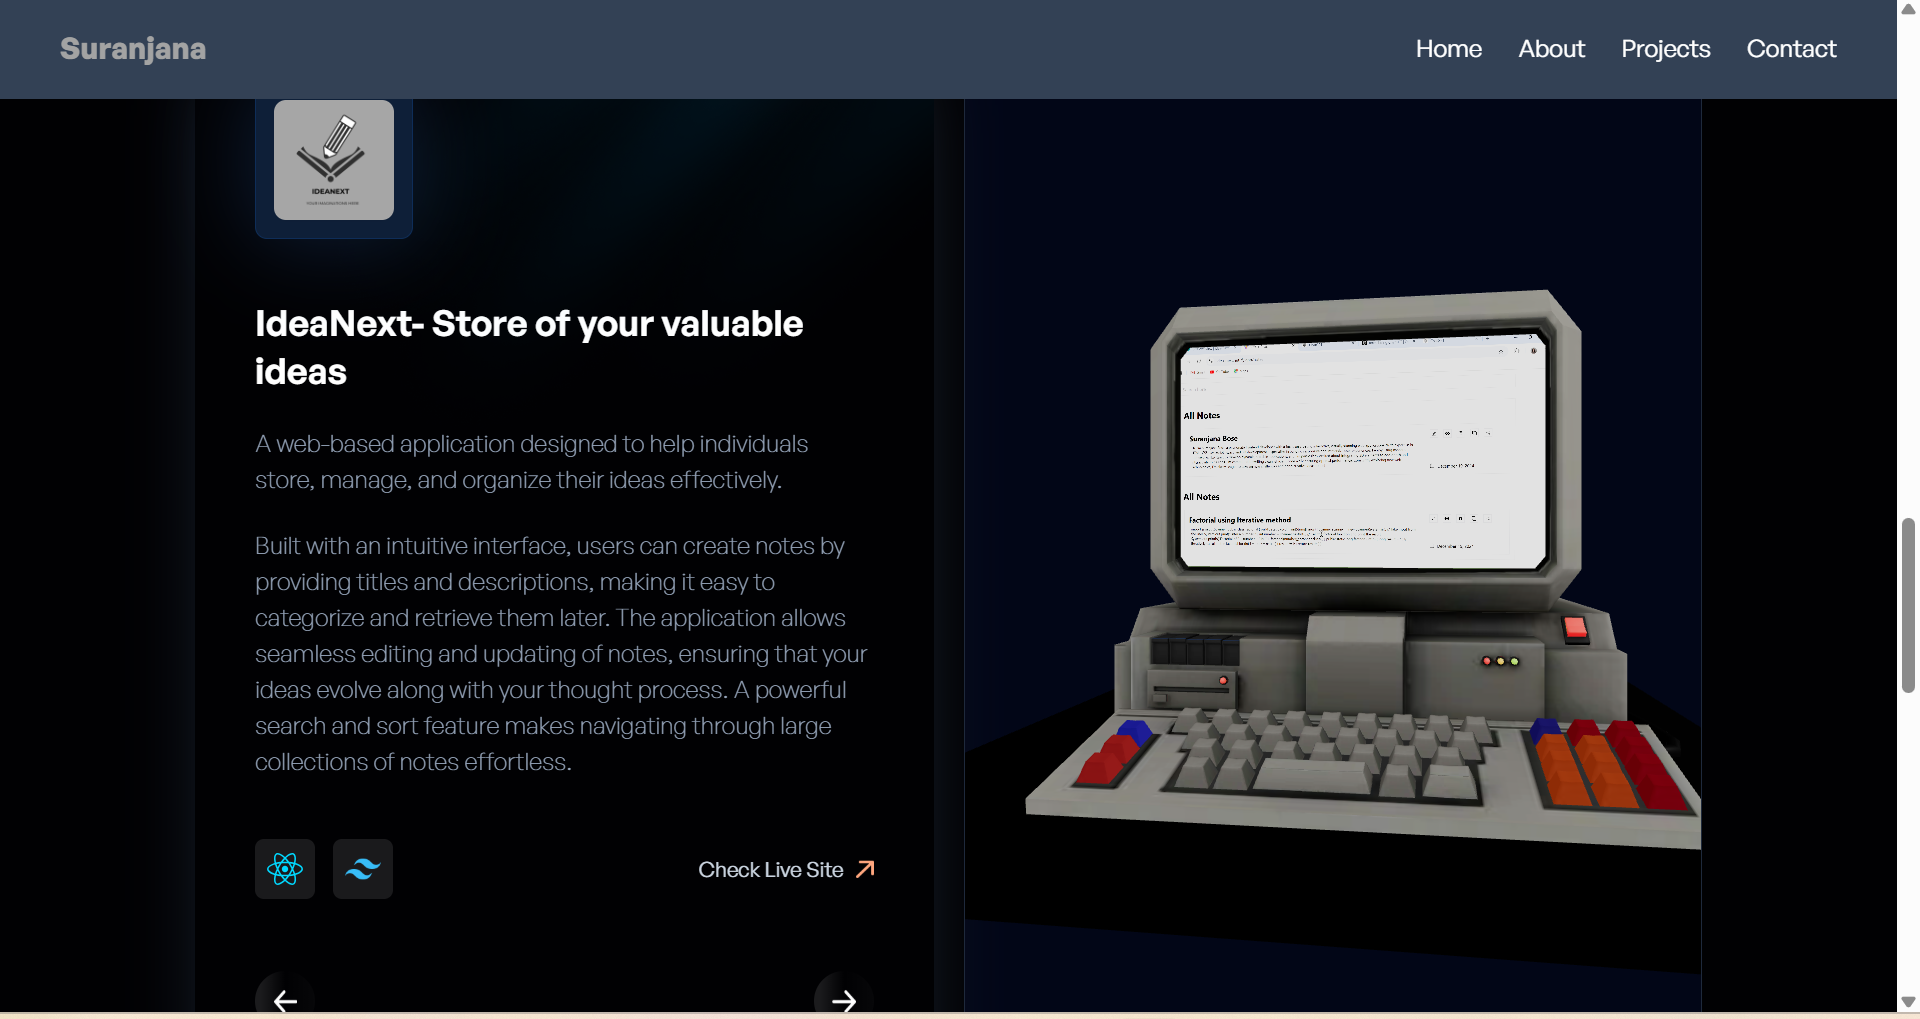 Suranjana
Home About Projects Contact
IDEANEXT
IdeaNext- Store of your valuable
ideas
A web-based application designed to help individuals
store, manage, and organize their ideas effectively.
Built with an intuitive interface, users can create notes by
providing titles and descriptions, making it easy to
categorize and retrieve them later. The application allows
seamless editing and updating of notes, ensuring that your
ideas evolve along with your thought process. A powerful
search and sort feature makes navigating through large
collections of notes effortless.
Check Live Site
All Notes
Suranjana Bose
All Notes
Factorial using Iterative method